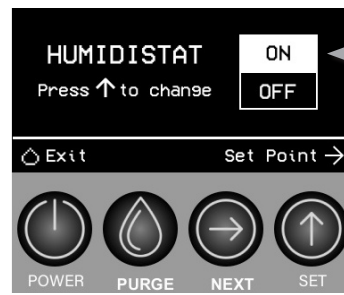 HUMIDISTAT
Press ↑ to change
ON
OFF
Exit
Set Point →
POWER PURGE NEXT SET